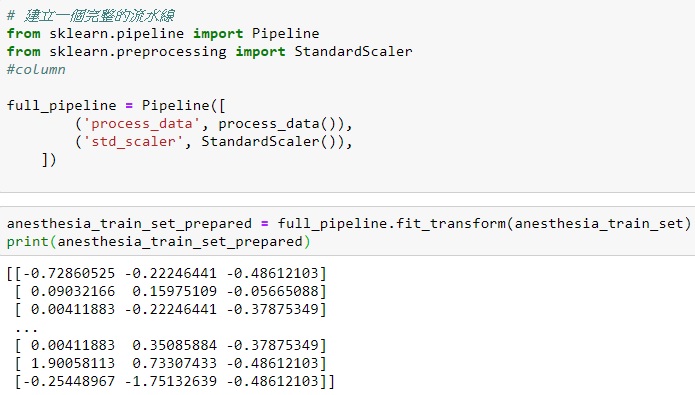 # 建立一個完整的流水線
from sklearn.pipeline import Pipeline
from sklearn.preprocessing import StandardScaler
#column
full_pipeline = Pipeline([
        ('process_data', process_data()),
        ('std_scaler', StandardScaler()),
    ])
anesthesia_train_set_prepared = full_pipeline.fit_transform(anesthesia_train_set)
print(anesthesia_train_set_prepared)
[[-0.72860525 -0.22246441 -0.48612103]
 [ 0.09032166  0.15975109 -0.05665088]
 [ 0.00411883 -0.22246441 -0.37875349]
 ...
 [ 0.00411883  0.35085884 -0.37875349]
 [ 1.90058113  0.73307433 -0.48612103]
 [-0.25448967 -1.75132639 -0.48612103]]